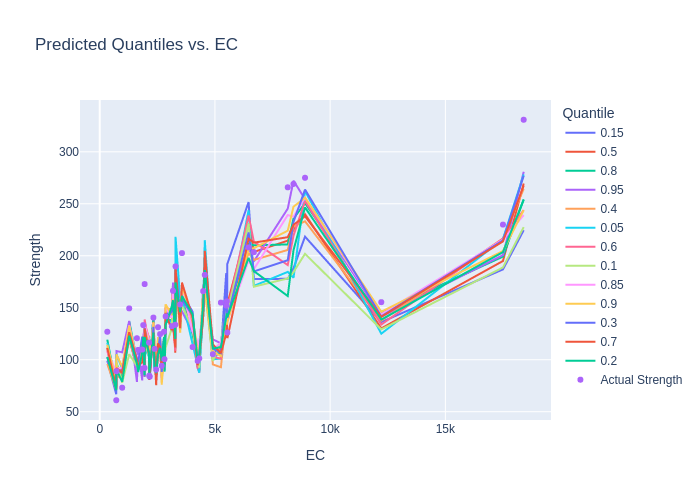 Predicted Quantiles vs. EC
Quantile
0.15
0.5
0.8
0.95
0.4
0.05
0.6
0.1
0.85
0.9
0.3
0.7
0.2
Actual Strength
Strength
300
250
200
150
100
50
0
5k
10k
15k
EC